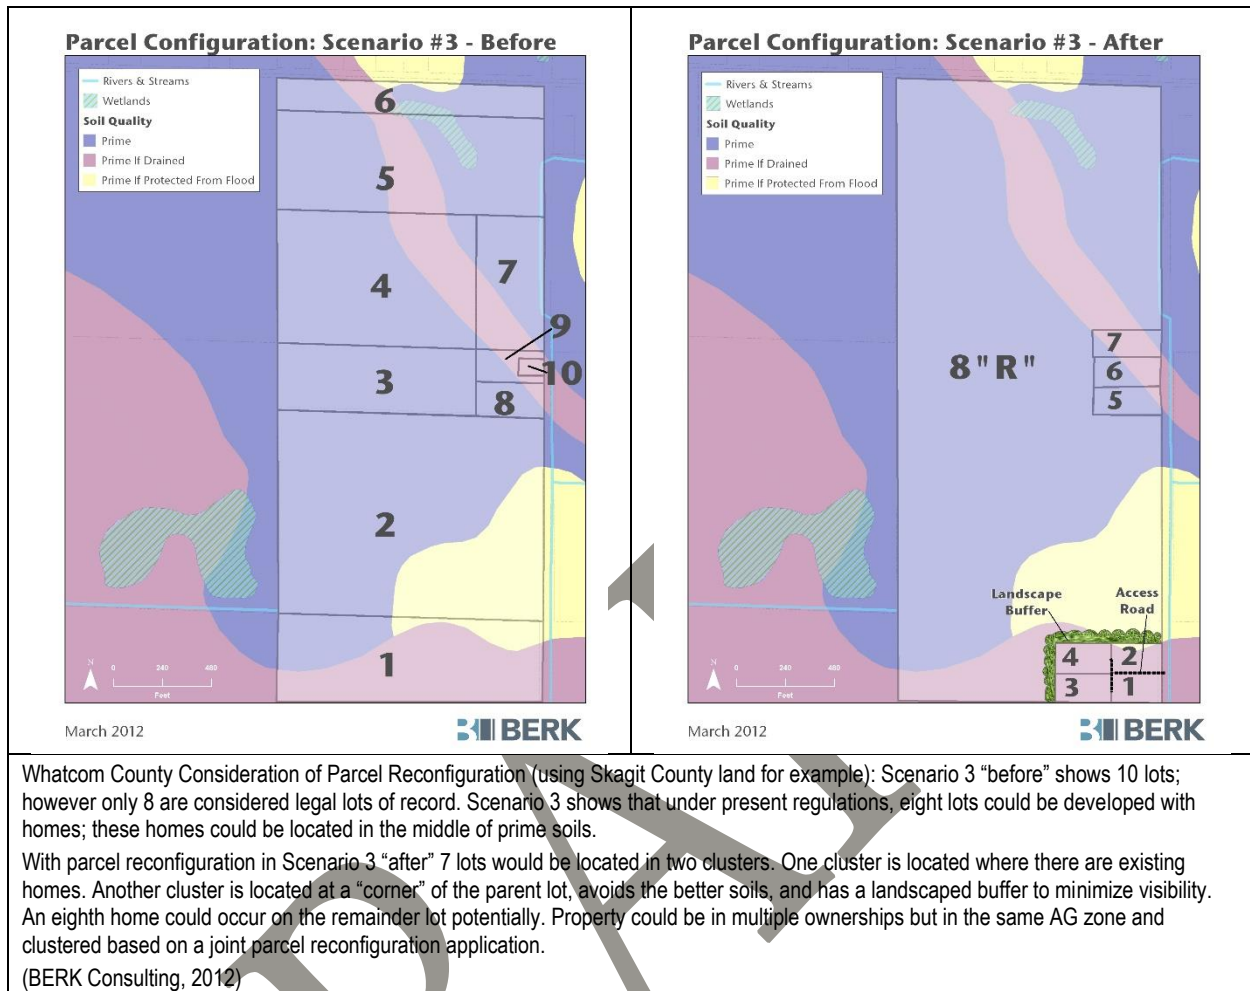 Parcel Configuration: Scenario #3 - Before
Rivers & Streams
Wetlands
Soil Quality
Prime
Prime If Drained
Prime If Protected From Flood
6
5
4
7
9
3
10
8
2
1
N
0 240 480
Feet
March 2012
BERK
Parcel Configuration: Scenario #3 - After
Rivers & Streams
Wetlands
Soil Quality
Prime
Prime If Drained
Prime If Protected From Flood
7
8 "R"
6
5
Landscape
Buffer
Access
Road
4
2
3
1
N
0 240 480
Feet
March 2012
BERK
Whatcom County Consideration of Parcel Reconfiguration (using Skagit County land for example): Scenario 3 “before” shows 10 lots;
however only 8 are considered legal lots of record. Scenario 3 shows that under present regulations, eight lots could be developed with
homes; these homes could be located in the middle of prime soils.
With parcel reconfiguration in Scenario 3 “after” 7 lots would be located in two clusters. One cluster is located where there are existing
homes. Another cluster is located at a “corner” of the parent lot, avoids the better soils, and has a landscaped buffer to minimize visibility.
An eighth home could occur on the remainder lot potentially. Property could be in multiple ownerships but in the same AG zone and
clustered based on a joint parcel reconfiguration application.
(BERK Consulting, 2012)